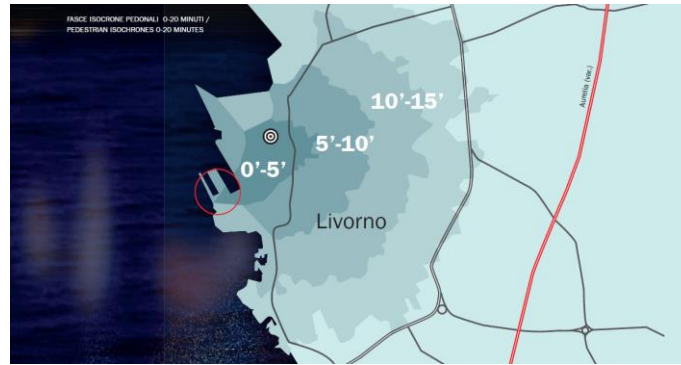 FASCE ISOCRONE PEDONALI 0-20 MINUTI /
PEDESTRIAN ISOCHRONES 0-20 MINUTES
10'-15'
5'-10'
0'-5'
Livorno
Aurelia (var.)